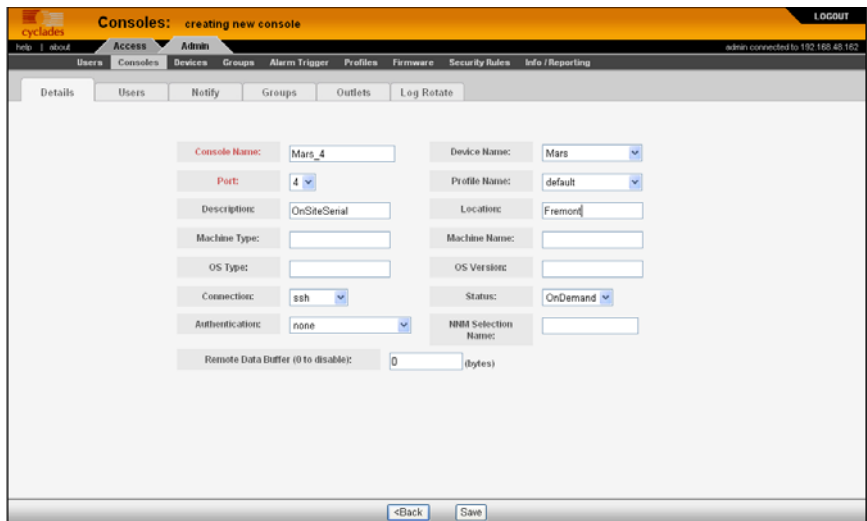 cyclades
Consoles: creating new console
LOGOUT
help | about
Access
Admin
admin connected to 192.168.48.162
Users Consoles Devices Groups Alarm Trigger Profiles Firmware Security Rules Info / Reporting
Details Users Notify Groups Outlets Log Rotate
Console Name: Mars_4 Device Name: Mars
Port: 4 Profile Name: default
Description: OnSiteSerial Location: Fremont
Machine Type: Machine Name:
OS Type: OS Version:
Connection: ssh Status: OnDemand
Authentication: none NNM Selection
Name:
Remote Data Buffer (0 to disable): 0 (bytes)
<Back Save